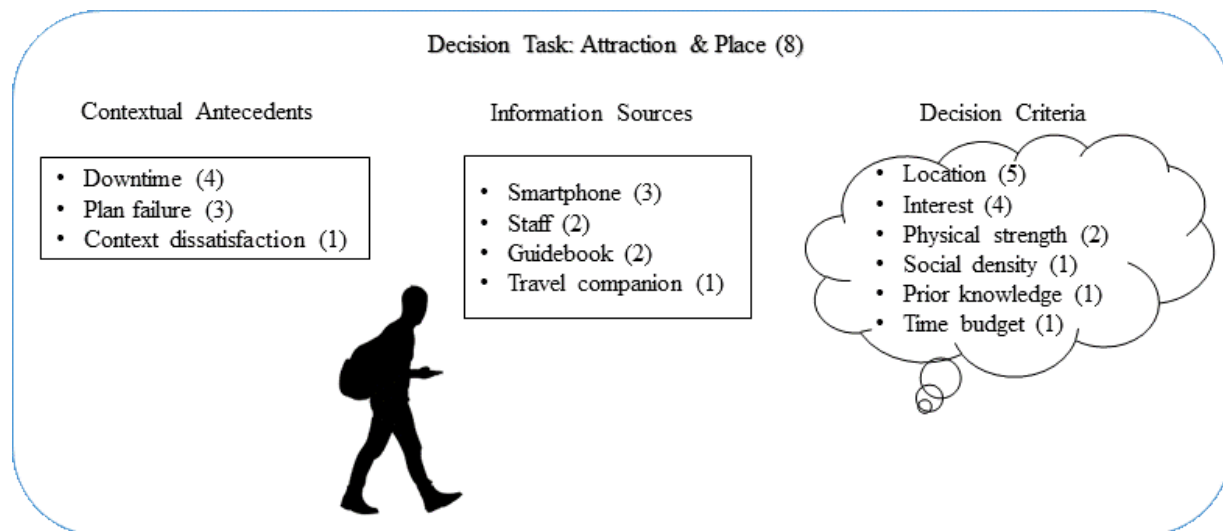 Decision Task: Attraction & Place (8)
Contextual Antecedents
• Downtime (4)
• Plan failure (3)
• Context dissatisfaction (1)
Information Sources
• Smartphone (3)
• Staff (2)
• Guidebook (2)
• Travel companion (1)
Decision Criteria
• Location (5)
• Interest (4)
• Physical strength (2)
• Social density (1)
• Prior knowledge (1)
• Time budget (1)